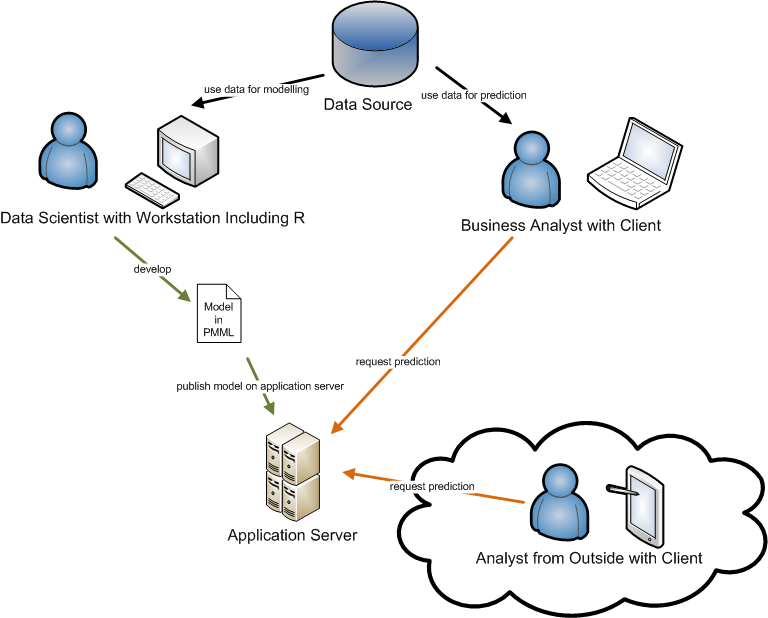 use data for modelling
use data for prediction
Data Source
Data Scientist with Workstation Including R
Business Analyst with Client
develop
Model
in
PMML
request prediction
publish model on application server
request prediction
Application Server
Analyst from Outside with Client